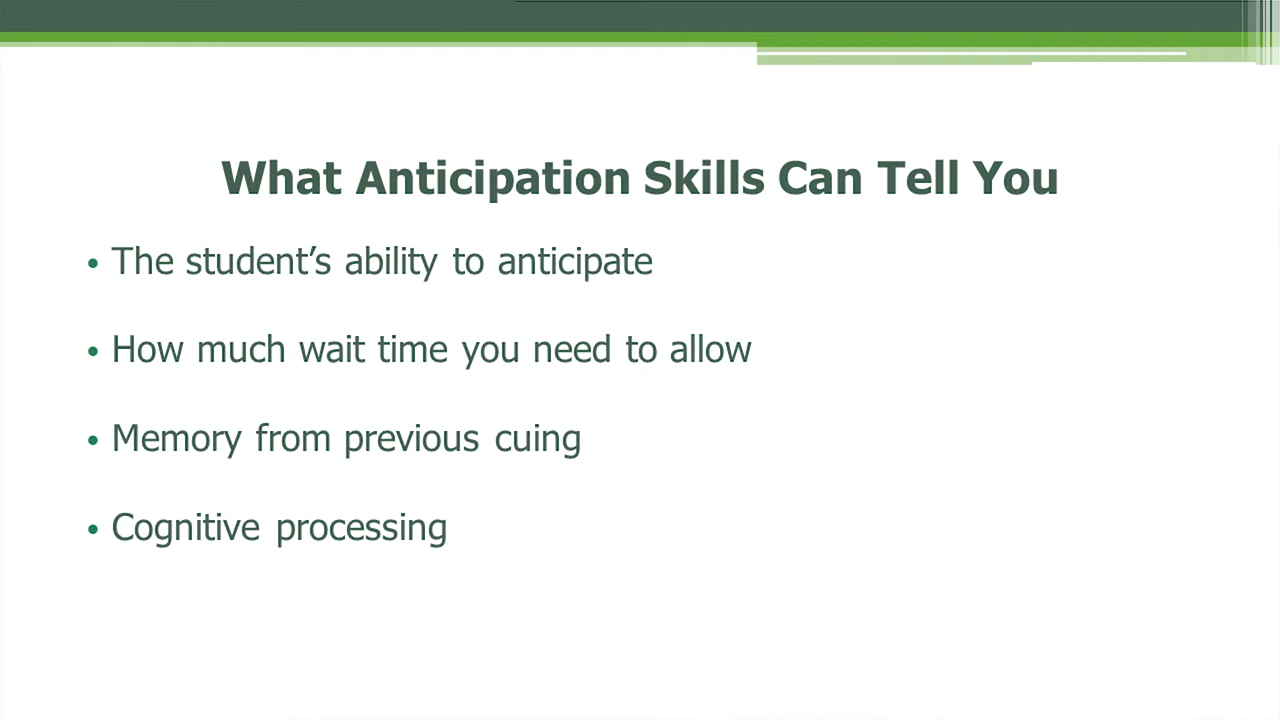 What Anticipation Skills Can Tell You
• The student’s ability to anticipate
• How much wait time you need to allow
• Memory from previous cuing
• Cognitive processing